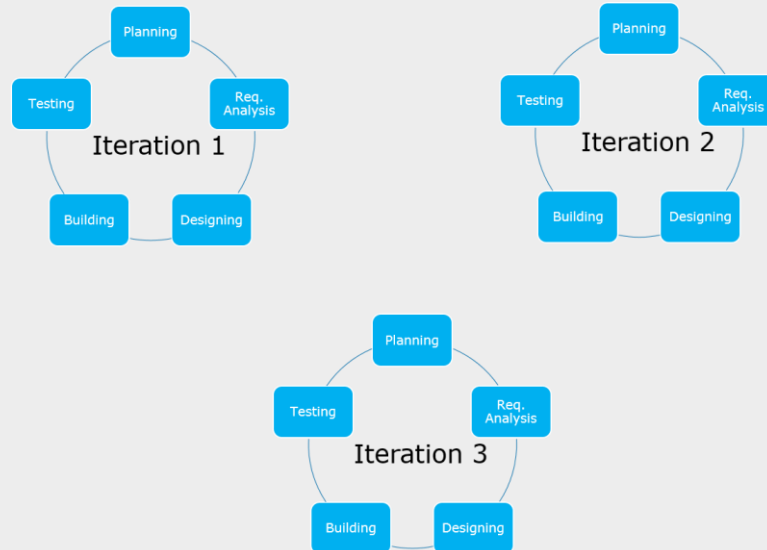 Planning
Testing
Req.
Analysis
Iteration 1
Building
Designing
Planning
Testing
Req.
Analysis
Iteration 2
Building
Designing
Planning
Testing
Req.
Analysis
Iteration 3
Building
Designing